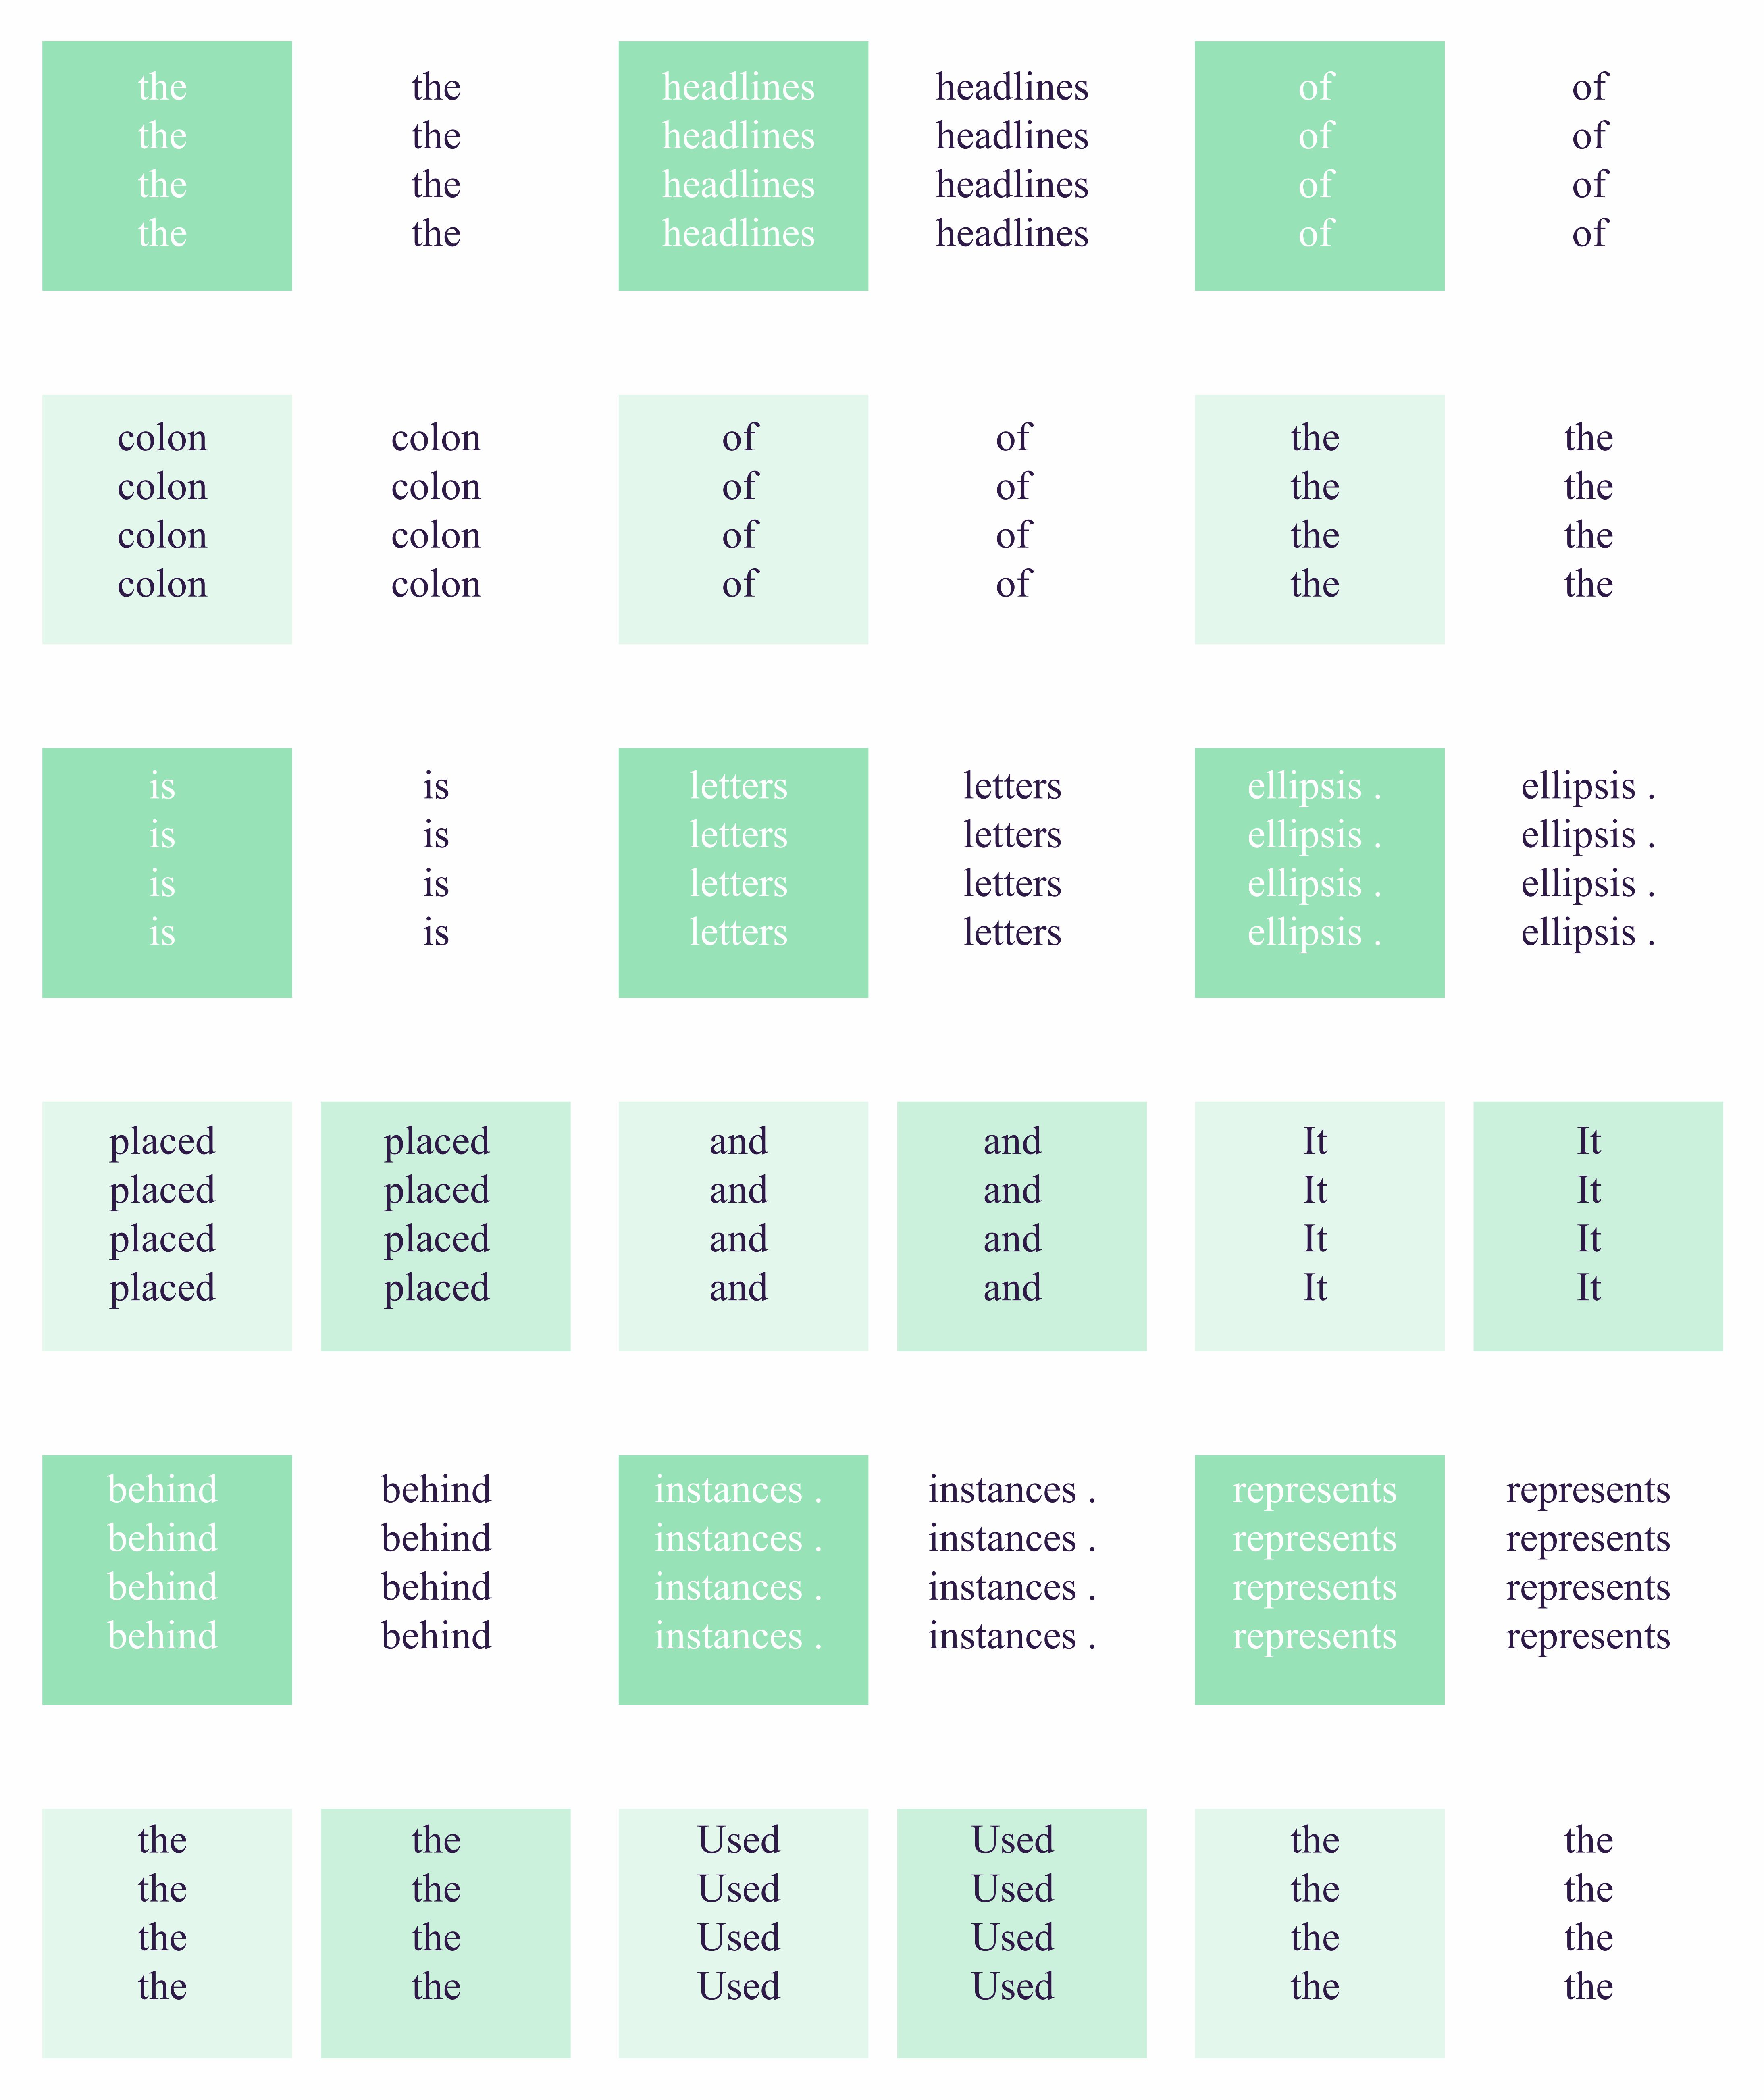 the the headlines headlines of of
the the headlines headlines of of
the the headlines headlines of of
the the headlines headlines of of
colon colon of of the the
colon colon of of the the
colon colon of of the the
colon colon of of the the
is is letters letters ellipsis . ellipsis .
is is letters letters ellipsis . ellipsis .
is is letters letters ellipsis . ellipsis .
is is letters letters ellipsis . ellipsis .
placed placed and and It It
placed placed and and It It
placed placed and and It It
placed placed and and It It
behind behind instances . instances . represents represents
behind behind instances . instances . represents represents
behind behind instances . instances . represents represents
behind behind instances . instances . represents represents
the the Used Used the the
the the Used Used the the
the the Used Used the the
the the Used Used the the